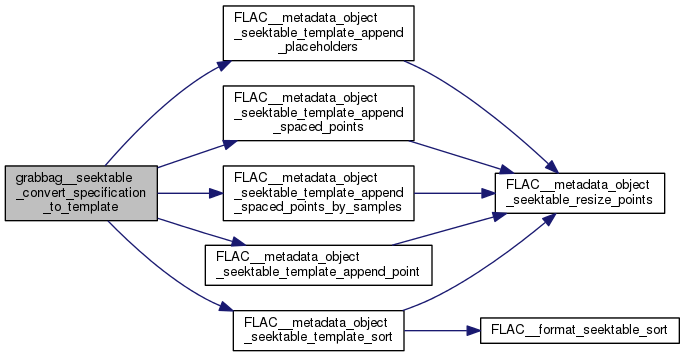 FLAC__metadata_object
_seektable_template_append
_placeholders
FLAC__metadata_object
_seektable_template_append
_spaced_points
grabbag__seektable
_convert_specification
_to_template
FLAC__metadata_object
_seektable_template_append
_spaced_points_by_samples
FLAC__metadata_object
_seektable_resize_points
FLAC__metadata_object
_seektable_template_append_point
FLAC__metadata_object
_seektable_template_sort
FLAC__format_seektable_sort